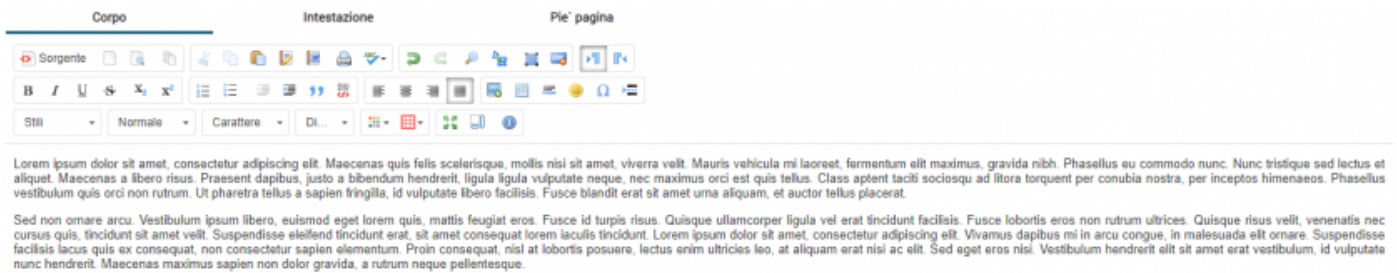 Corpo Intestazione Pie` pagina
Sorgente
B I U S X₂ x²
Stili Normale Carattere Di...
Lorem ipsum dolor sit amet, consectetur adipiscing elit. Maecenas quis felis scelerisque, mollis nisi sit amet, viverra velit. Mauris vehicula mi laoreet, fermentum elit maximus, gravida nibh. Phasellus eu commodo nunc. Nunc tristique sed lectus et
aliquet. Maecenas a libero risus. Praesent dapibus, justo a bibendum hendrerit, ligula ligula vulputate neque, nec maximus orci est quis tellus. Class aptent taciti sociosqu ad litora torquent per conubia nostra, per inceptos himenaeos. Phasellus
vestibulum quis orci non rutrum. Ut pharetra tellus a sapien fringilla, id vulputate libero facilisis. Fusce blandit erat sit amet urna aliquam, et auctor tellus placerat.
Sed non ornare arcu. Vestibulum ipsum libero, euismod eget lorem quis, mattis feugiat eros. Fusce id turpis risus. Quisque ullamcorper ligula vel erat tincidunt facilisis. Fusce lobortis eros non rutrum ultrices. Quisque risus velit, venenatis nec
cursus quis, tincidunt sit amet velit. Suspendisse eleifend tincidunt erat, sit amet consequat lorem iaculis tincidunt. Lorem ipsum dolor sit amet, consectetur adipiscing elit. Vivamus dapibus mi in arcu congue, in malesuada elit ornare. Suspendisse
facilisis lacus quis ex consequat, non consectetur sapien elementum. Proin consequat, nisl at lobortis posuere, lectus enim ultricies leo, at aliquam erat nisi ac elit. Sed eget eros nisi. Vestibulum hendrerit elit sit amet erat vestibulum, id vulputate
nunc hendrerit. Maecenas maximus sapien non dolor gravida, a rutrum neque pellentesque.